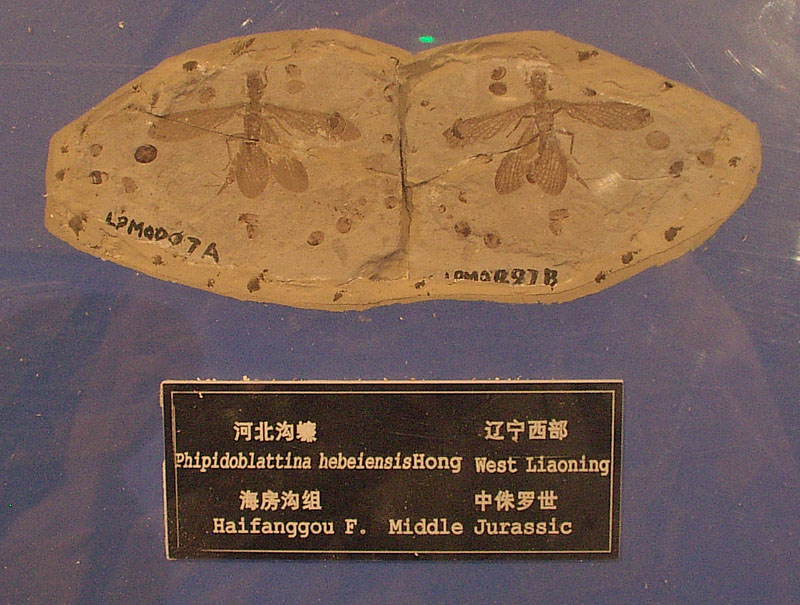 LPM0007A
河北沟蠊 辽宁西部
Phipidoblattina hebeiensisHong West Liaoning
海房沟组 中侏罗世
Haifanggou F. Middle Jurassic